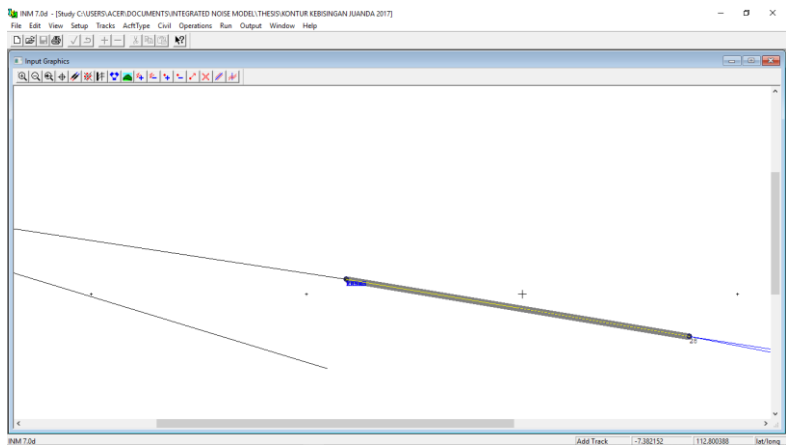 INM 7.0d - [Study C:\USERS\ACER\DOCUMENTS\INTEGRATED NOISE MODEL\THESIS\KONTUR KEBISINGAN JUANDA 2017]
File Edit View Setup Tracks AcftType Civil Operations Run Output Window Help
Input Graphics
INM 7.0d Add Track -7.382152 112.800388 lat/long